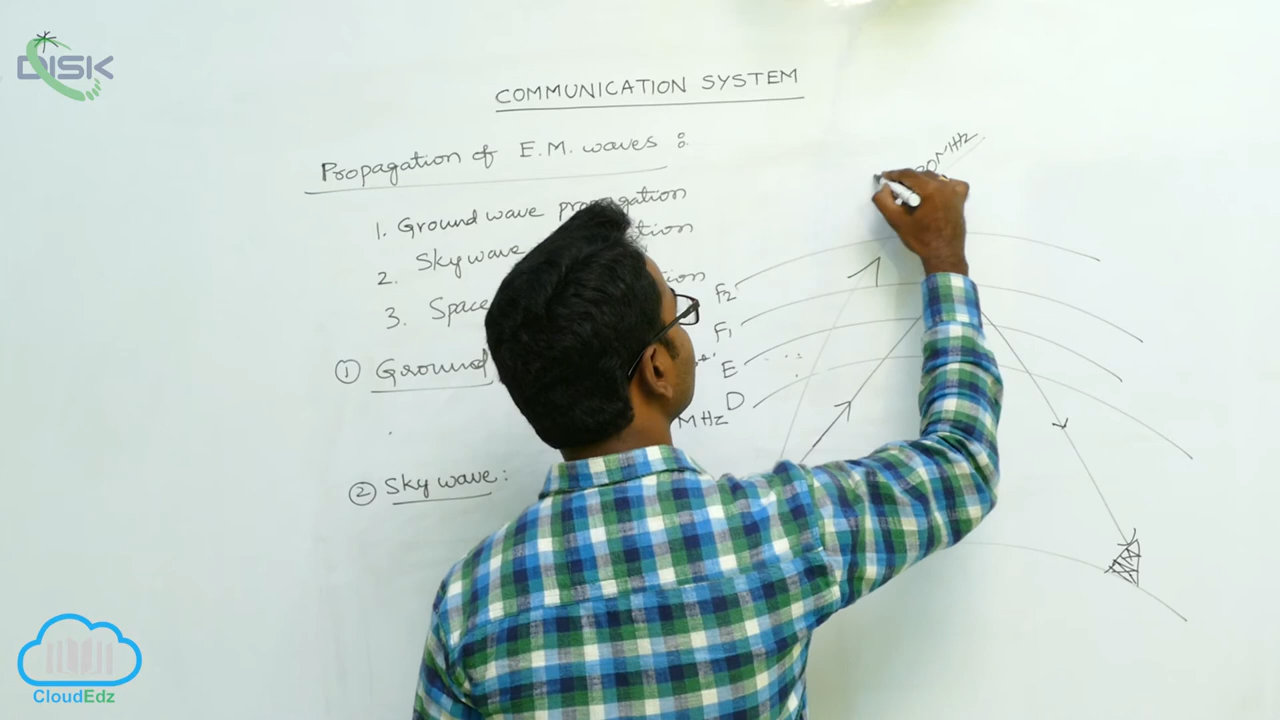 DISK
COMMUNICATION SYSTEM
Propagation of E.M. waves :
1. Ground wave propagation
2. Sky wave
3. Space
① Ground
② Sky wave :
MHz
F2
F1
E
D
MHz
CloudEdz